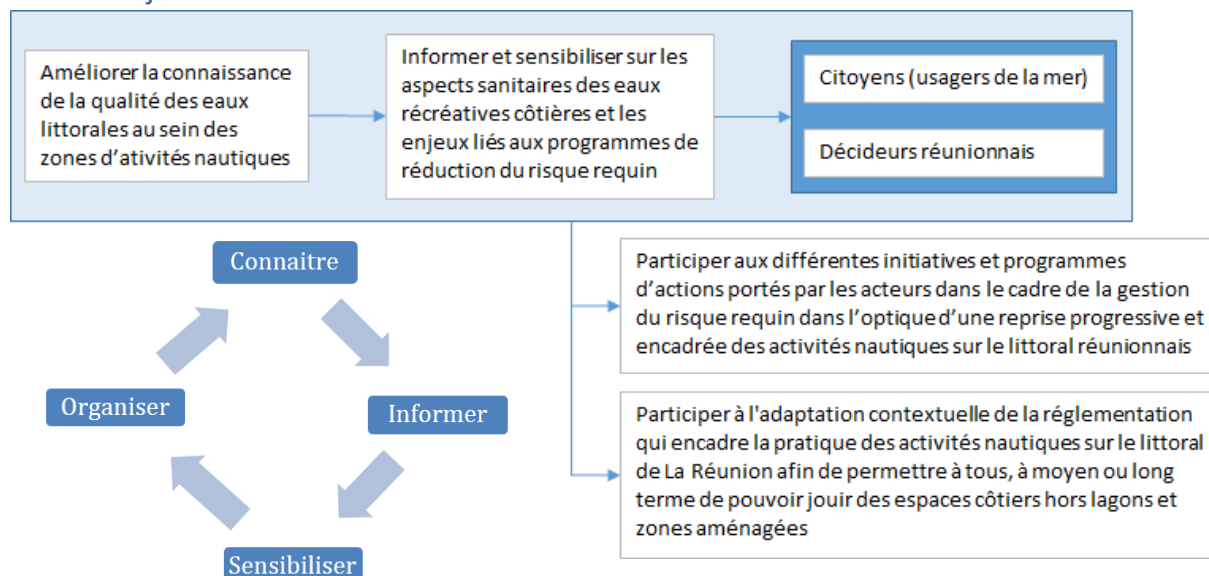 Améliorer la connaissance
de la qualité des eaux
littorales au sein des
zones d'ativités nautiques
Informer et sensibiliser sur les
aspects sanitaires des eaux
récréatives côtières et les
enjeux liés aux programmes de
réduction du risque requin
Citoyens (usagers de la mer)
Décideurs réunionnais
Participer aux différentes initiatives et programmes
d'actions portés par les acteurs dans le cadre de la gestion
du risque requin dans l'optique d'une reprise progressive et
encadrée des activités nautiques sur le littoral réunionnais
Participer à l'adaptation contextuelle de la réglementation
qui encadre la pratique des activités nautiques sur le littoral
de La Réunion afin de permettre à tous, à moyen ou long
terme de pouvoir jouir des espaces côtiers hors lagons et
zones aménagées
Connaitre
Informer
Sensibiliser
Organiser